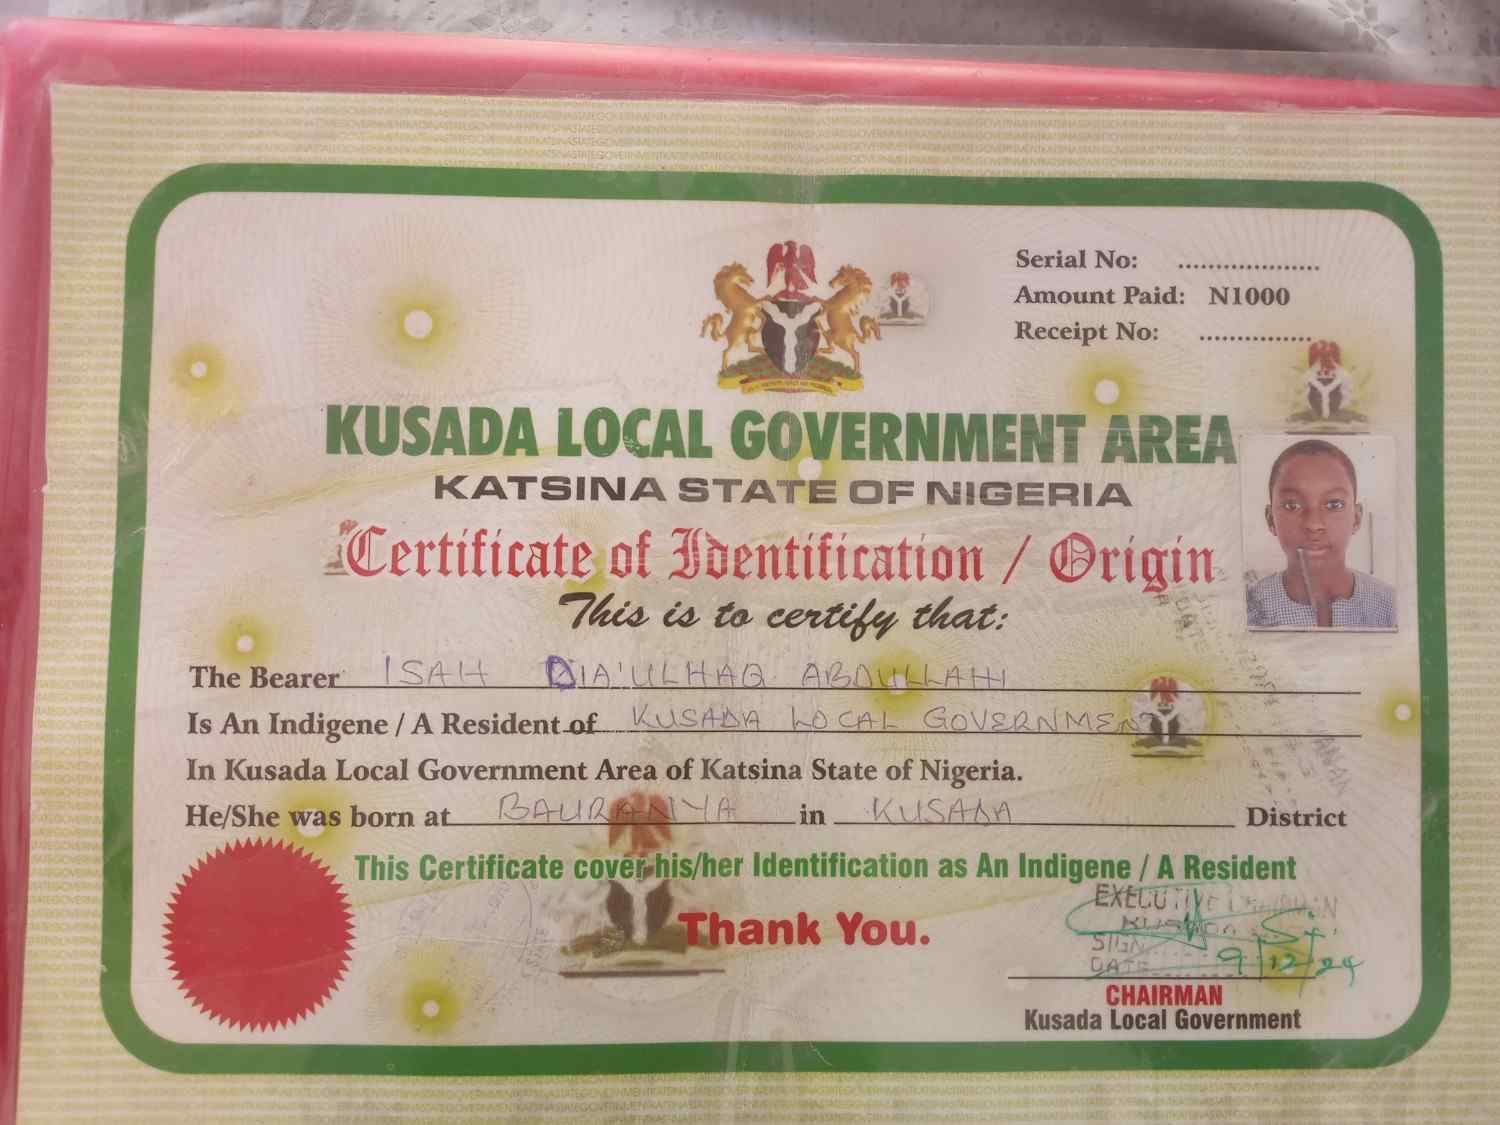 Serial No: ...................
Amount Paid: N1000
Receipt No: ...............
KUSADA LOCAL GOVERNMENT AREA
KATSINA STATE OF NIGERIA
Certificate of Identification / Origin
This is to certify that:
The Bearer ISAH DIA'ULHAQ ABDULLAHI
Is An Indigene / A Resident of KUSADA LOCAL GOVERNMENT
In Kusada Local Government Area of Katsina State of Nigeria.
He/She was born at BAURANYA in KUSADA District
This Certificate cover his/her Identification as An Indigene / A Resident
Thank You.
EXECUTIVE CHAIRMAN
KUSADA
SIGN
DATE 9/12/24
CHAIRMAN
Kusada Local Government